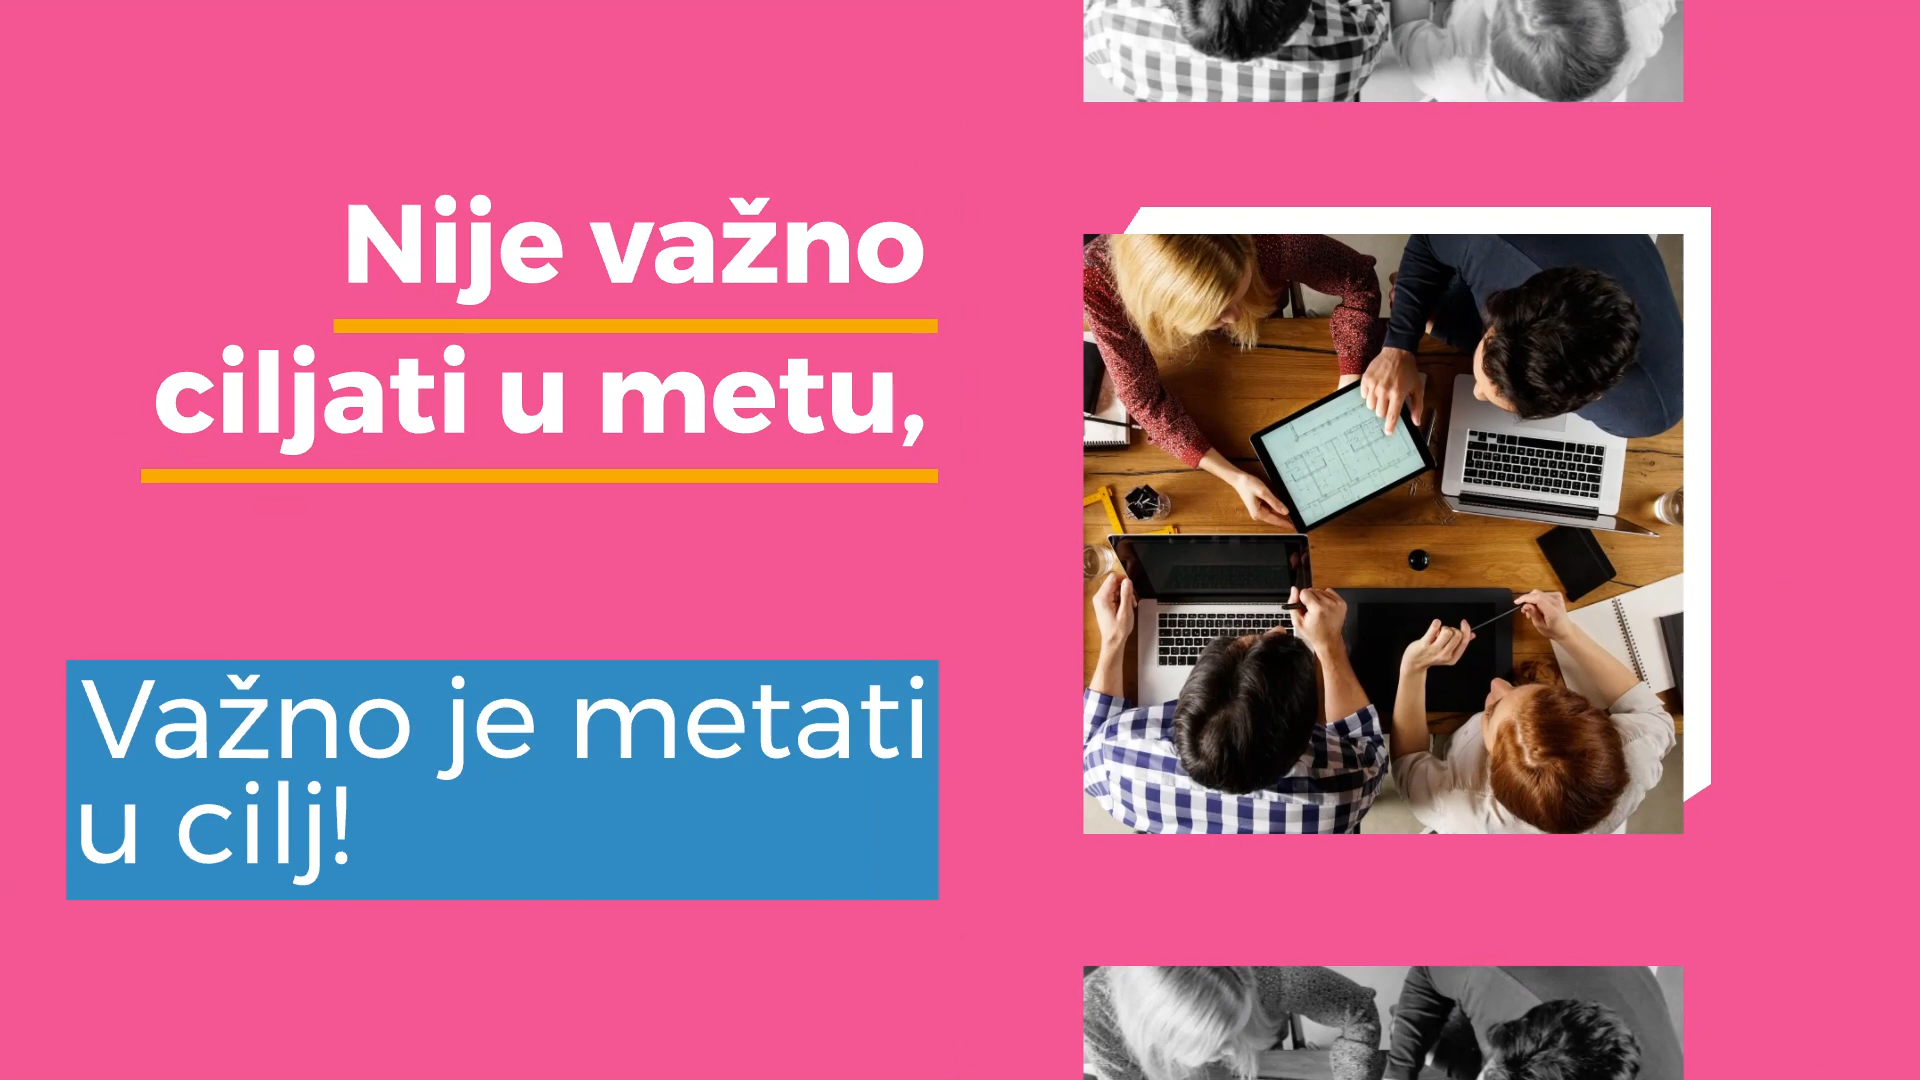 Nije važno
ciljati u metu,
Važno je metati
u cilj!